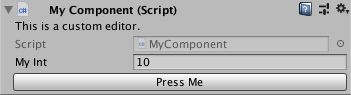 My Component (Script)
This is a custom editor.
Script MyComponent
My Int 10
Press Me